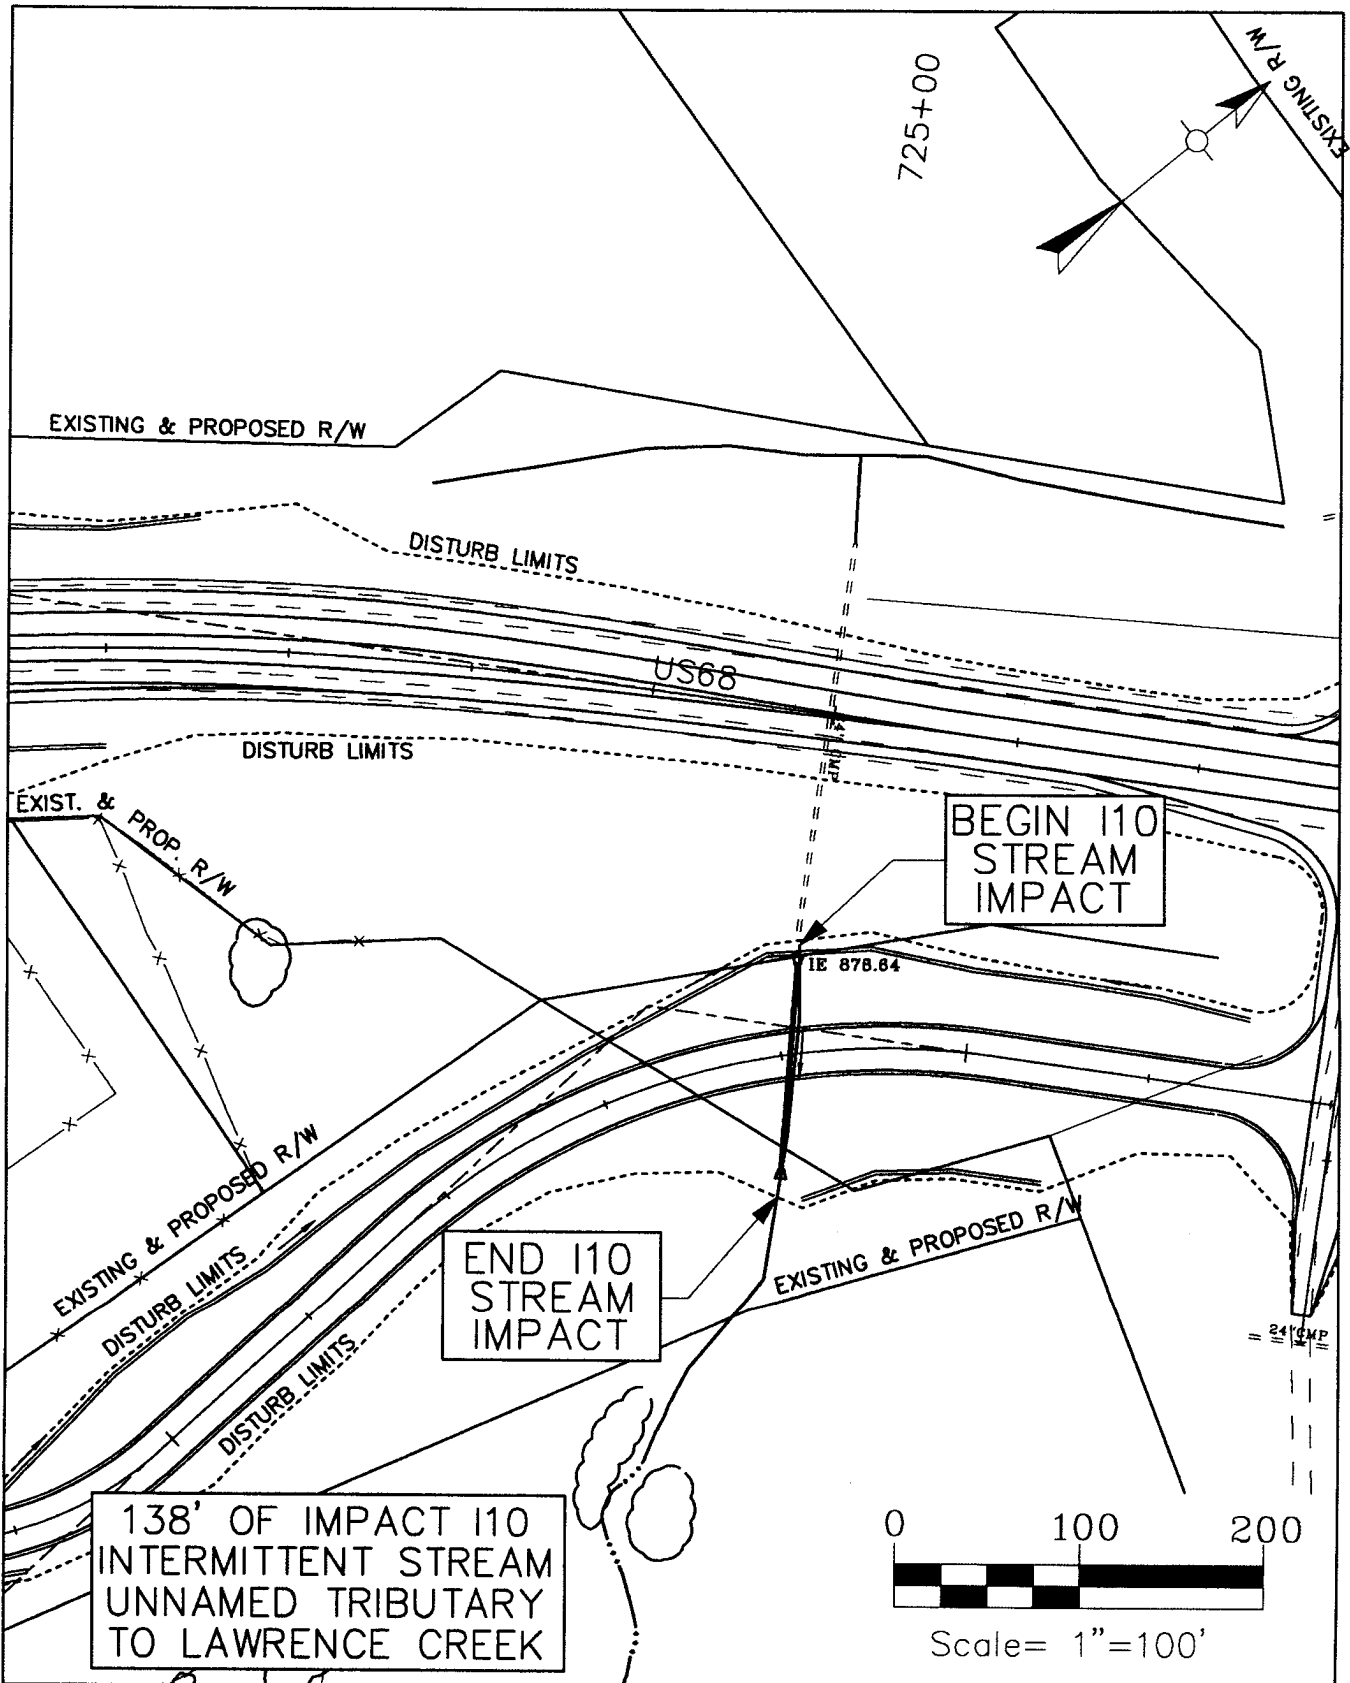 725+00
EXISTING R/W
EXISTING & PROPOSED R/W
DISTURB LIMITS
US68
4' CMP
DISTURB LIMITS
EXIST. &
PROP. R/W
BEGIN I10
STREAM
IMPACT
IE 878.64
EXISTING & PROPOSED R/W
DISTURB LIMITS
END I10
STREAM
IMPACT
EXISTING & PROPOSED R/W
24" CMP
DISTURB LIMITS
138' OF IMPACT I10
INTERMITTENT STREAM
UNNAMED TRIBUTARY
TO LAWRENCE CREEK
0 100 200
Scale= 1"=100'